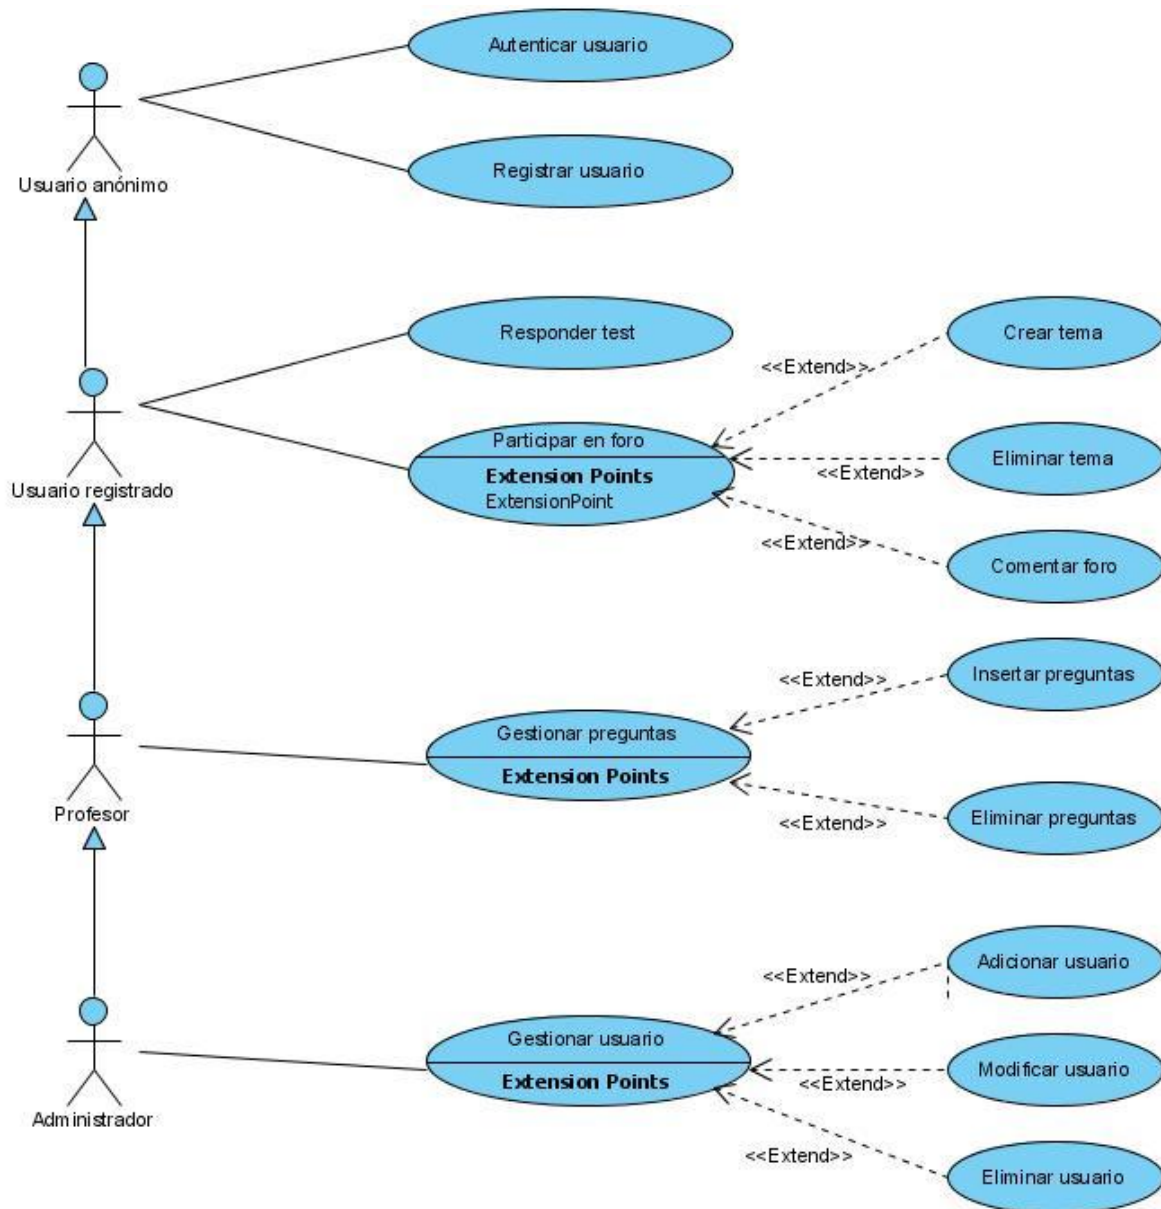 Autenticar usuario
Registrar usuario
Usuario anónimo
Responder test
Crear tema
<<Extend>>
Participar en foro
Extension Points
ExtensionPoint
Eliminar tema
<<Extend>>
Usuario registrado
<<Extend>>
Comentar foro
Insertar preguntas
<<Extend>>
Gestionar preguntas
Extension Points
Profesor
Eliminar preguntas
<<Extend>>
Adicionar usuario
<<Extend>>
Gestionar usuario
Extension Points
Modificar usuario
<<Extend>>
Administrador
<<Extend>>
Eliminar usuario